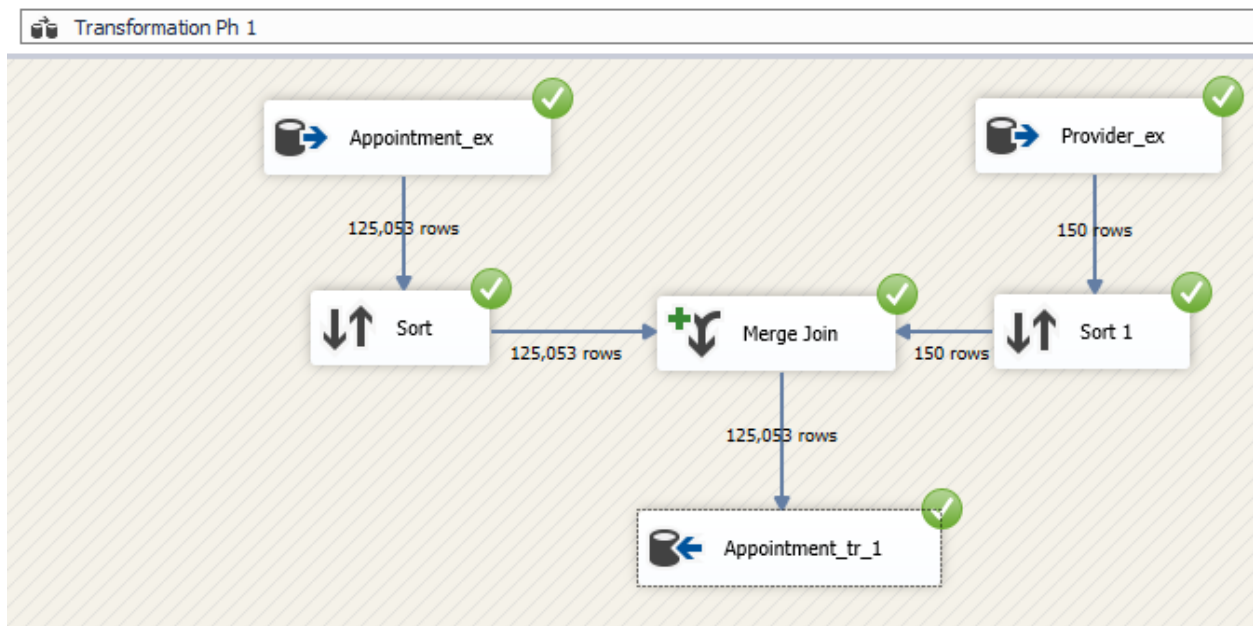 Transformation Ph 1
Appointment_ex
Provider_ex
125,053 rows
150 rows
Sort
Merge Join
Sort 1
125,053 rows
150 rows
125,053 rows
Appointment_tr_1